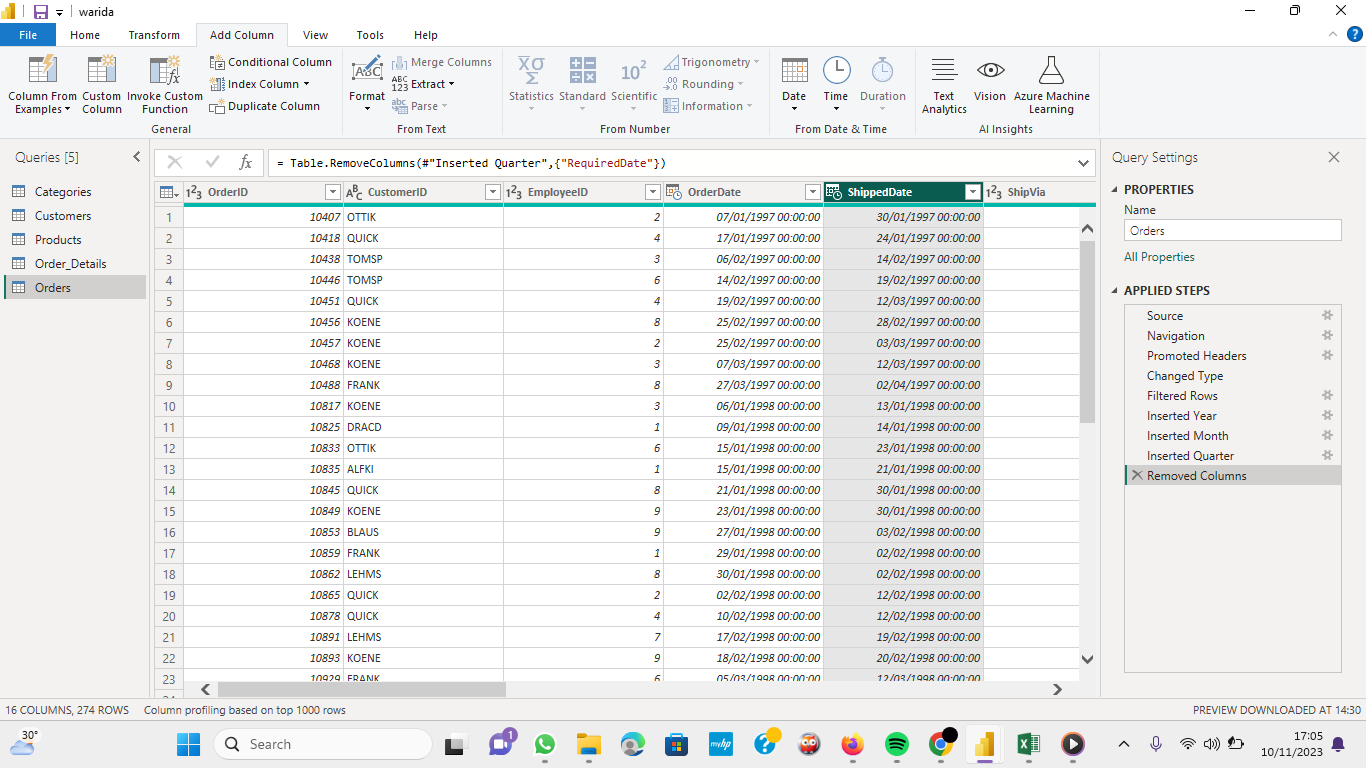 warida
File Home Transform Add Column View Tools Help
Column From Examples
Custom Column
Invoke Custom Function
Conditional Column
Index Column
Duplicate Column
General
Format
Merge Columns
Extract
Parse
From Text
Statistics
Standard
Scientific
Trigonometry
Rounding
Information
From Number
Date
Time
Duration
From Date & Time
Text Analytics
Vision
Azure Machine Learning
AI Insights
Queries [5]
Categories
Customers
Products
Order_Details
Orders
= Table.RemoveColumns(#"Inserted Quarter",{"RequiredDate"})
OrderID CustomerID EmployeeID OrderDate ShippedDate ShipVia
1 10407 OTTIK 2 07/01/1997 00:00:00 30/01/1997 00:00:00
2 10418 QUICK 4 17/01/1997 00:00:00 24/01/1997 00:00:00
3 10438 TOMSP 3 06/02/1997 00:00:00 14/02/1997 00:00:00
4 10446 TOMSP 6 14/02/1997 00:00:00 19/02/1997 00:00:00
5 10451 QUICK 4 19/02/1997 00:00:00 12/03/1997 00:00:00
6 10456 KOENE 8 25/02/1997 00:00:00 28/02/1997 00:00:00
7 10457 KOENE 2 25/02/1997 00:00:00 03/03/1997 00:00:00
8 10468 KOENE 3 07/03/1997 00:00:00 12/03/1997 00:00:00
9 10488 FRANK 8 27/03/1997 00:00:00 02/04/1997 00:00:00
10 10817 KOENE 3 06/01/1998 00:00:00 13/01/1998 00:00:00
11 10825 DRACD 1 09/01/1998 00:00:00 14/01/1998 00:00:00
12 10833 OTTIK 6 15/01/1998 00:00:00 23/01/1998 00:00:00
13 10835 ALFKI 1 15/01/1998 00:00:00 21/01/1998 00:00:00
14 10845 QUICK 8 21/01/1998 00:00:00 30/01/1998 00:00:00
15 10849 KOENE 9 23/01/1998 00:00:00 30/01/1998 00:00:00
16 10853 BLAUS 9 27/01/1998 00:00:00 03/02/1998 00:00:00
17 10859 FRANK 1 29/01/1998 00:00:00 02/02/1998 00:00:00
18 10862 LEHMS 8 30/01/1998 00:00:00 02/02/1998 00:00:00
19 10865 QUICK 2 02/02/1998 00:00:00 12/02/1998 00:00:00
20 10878 QUICK 4 10/02/1998 00:00:00 12/02/1998 00:00:00
21 10891 LEHMS 7 17/02/1998 00:00:00 19/02/1998 00:00:00
22 10893 KOENE 9 18/02/1998 00:00:00 20/02/1998 00:00:00
23 10929 FRANK 6 05/03/1998 00:00:00 12/03/1998 00:00:00
Query Settings
PROPERTIES
Name
Orders
All Properties
APPLIED STEPS
Source
Navigation
Promoted Headers
Changed Type
Filtered Rows
Inserted Year
Inserted Month
Inserted Quarter
Removed Columns
16 COLUMNS, 274 ROWS Column profiling based on top 1000 rows PREVIEW DOWNLOADED AT 14:30
30°
Search
1
myhp
17:05
10/11/2023